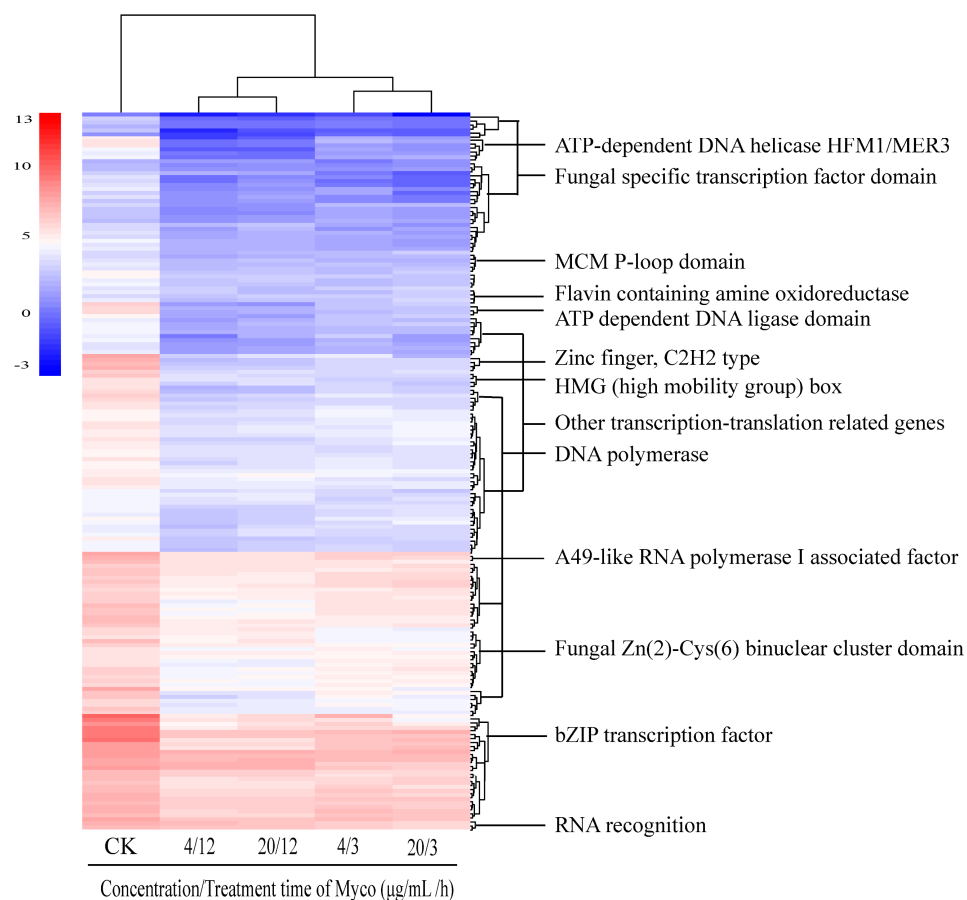 13
10
5
0
-3
ATP-dependent DNA helicase HFM1/MER3
Fungal specific transcription factor domain
MCM P-loop domain
Flavin containing amine oxidoreductase
ATP dependent DNA ligase domain
Zinc finger, C2H2 type
HMG (high mobility group) box
Other transcription-translation related genes
DNA polymerase
A49-like RNA polymerase I associated factor
Fungal Zn(2)-Cys(6) binuclear cluster domain
bZIP transcription factor
RNA recognition
CK 4/12 20/12 4/3 20/3
Concentration/Treatment time of Myco (μg/mL /h)